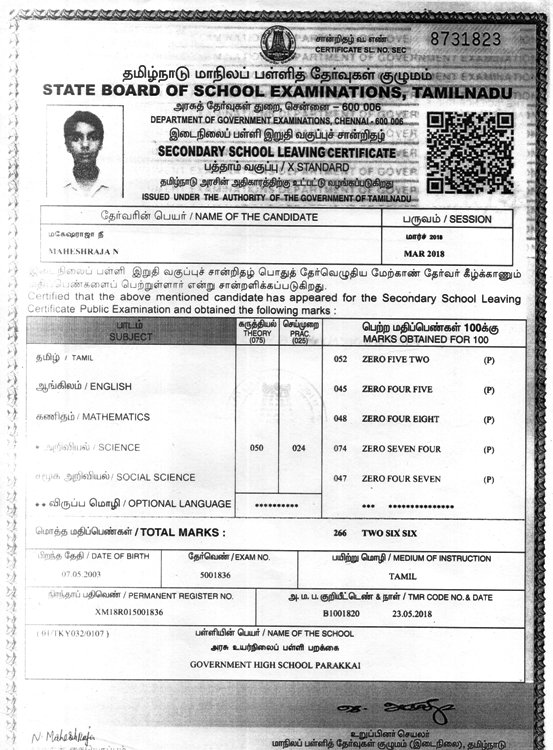 சான்றிதழ் வ. எண்
CERTIFICATE SL. NO. SEC 8731823
தமிழ்நாடு மாநிலப் பள்ளித் தேர்வுகள் குழுமம்
STATE BOARD OF SCHOOL EXAMINATIONS, TAMILNADU
அரசுத் தேர்வுகள் துறை, சென்னை – 600 006
DEPARTMENT OF GOVERNMENT EXAMINATIONS, CHENNAI - 600 006
இடைநிலைப் பள்ளி இறுதி வகுப்புச் சான்றிதழ்
SECONDARY SCHOOL LEAVING CERTIFICATE
பத்தாம் வகுப்பு / X STANDARD
தமிழ்நாடு அரசின் அதிகாரத்திற்கு உட்பட்டு வழங்கப்படுகிறது
ISSUED UNDER THE AUTHORITY OF THE GOVERNMENT OF TAMILNADU
தேர்வரின் பெயர் / NAME OF THE CANDIDATE பருவம் / SESSION
மகேஷ்ராஜா நீ மார்ச் 2018
MAHESHRAJA N MAR 2018
இடைநிலைப் பள்ளி இறுதி வகுப்புச் சான்றிதழ் பொதுத் தேர்வெழுதிய மேற்காண் தேர்வர் கீழ்க்காணும்
மதிப்பெண்களைப் பெற்றுள்ளார் என்று சான்றளிக்கப்படுகிறது.
Certified that the above mentioned candidate has appeared for the Secondary School Leaving
Certificate Public Examination and obtained the following marks :
பாடம் கருத்தியல் செய்முறை பெற்ற மதிப்பெண்கள் 100க்கு
SUBJECT THEORY (075) PRAC. (025) MARKS OBTAINED FOR 100
தமிழ் / TAMIL 052 ZERO FIVE TWO (P)
ஆங்கிலம் / ENGLISH 045 ZERO FOUR FIVE (P)
கணிதம் / MATHEMATICS 048 ZERO FOUR EIGHT (P)
* அறிவியல் / SCIENCE 050 024 074 ZERO SEVEN FOUR (P)
சமூக அறிவியல் / SOCIAL SCIENCE 047 ZERO FOUR SEVEN (P)
** விருப்ப மொழி / OPTIONAL LANGUAGE ********** *** ***************
மொத்த மதிப்பெண்கள் / TOTAL MARKS : 266 TWO SIX SIX
பிறந்த தேதி / DATE OF BIRTH தேர்வெண் / EXAM NO. பயிற்று மொழி / MEDIUM OF INSTRUCTION
07.05.2003 5001836 TAMIL
நிரந்தரப் பதிவெண் / PERMANENT REGISTER NO. அ. ம. ப. குறியீட்டெண் & நாள் / TMR CODE NO. & DATE
XM18R015001836 B1001820 23.05.2018
( 01/TKY032/0107 ) பள்ளியின் பெயர் / NAME OF THE SCHOOL
அரசு உயர்நிலைப் பள்ளி பறக்கை
GOVERNMENT HIGH SCHOOL PARAKKAI
N. Maheshraja
உறுப்பினர் செயலர்
மாநிலப் பள்ளித் தேர்வுகள் குழுமம் (இடைநிலை), தமிழ்நாடு